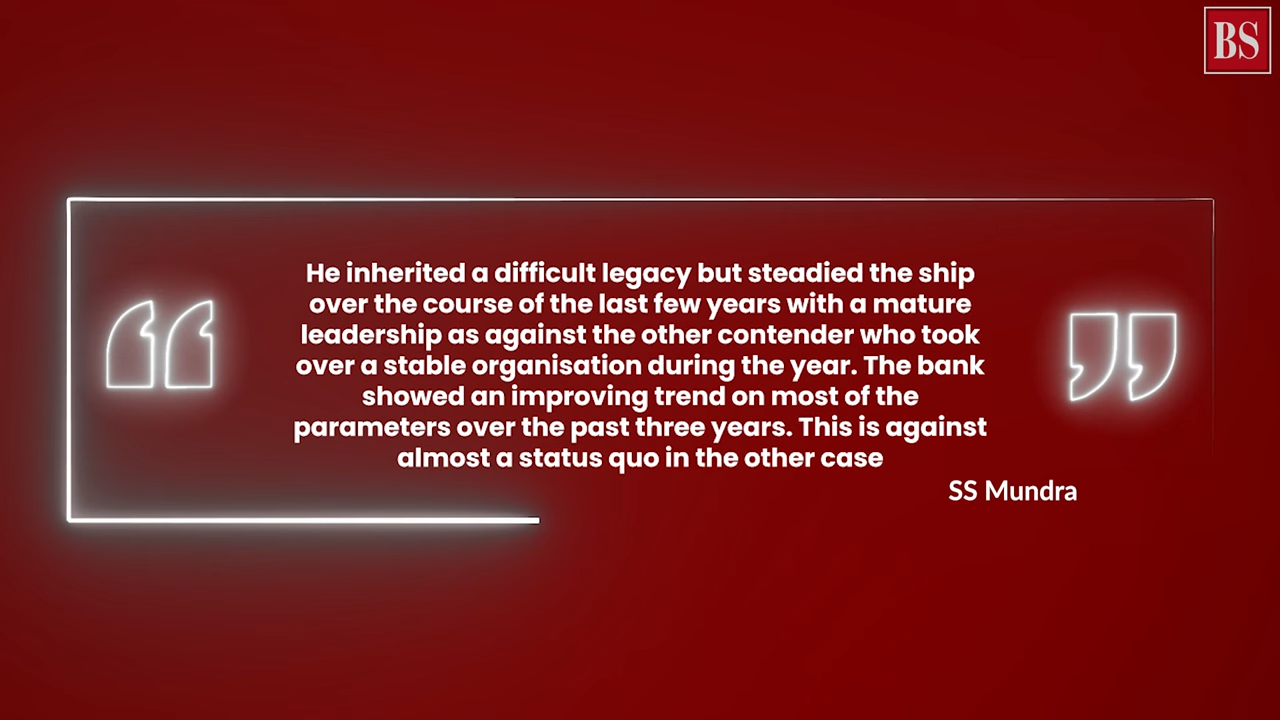 BS
He inherited a difficult legacy but steadied the ship
over the course of the last few years with a mature
leadership as against the other contender who took
over a stable organisation during the year. The bank
showed an improving trend on most of the
parameters over the past three years. This is against
almost a status quo in the other case
SS Mundra